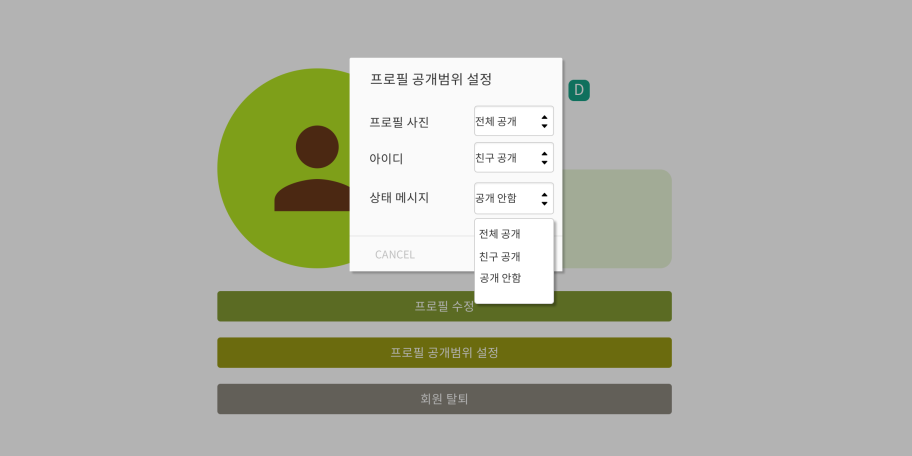 프로필 공개범위 설정
D
프로필 사진
전체 공개
아이디
친구 공개
상태 메시지
공개 안함
전체 공개
친구 공개
공개 안함
CANCEL
프로필 수정
프로필 공개범위 설정
회원 탈퇴